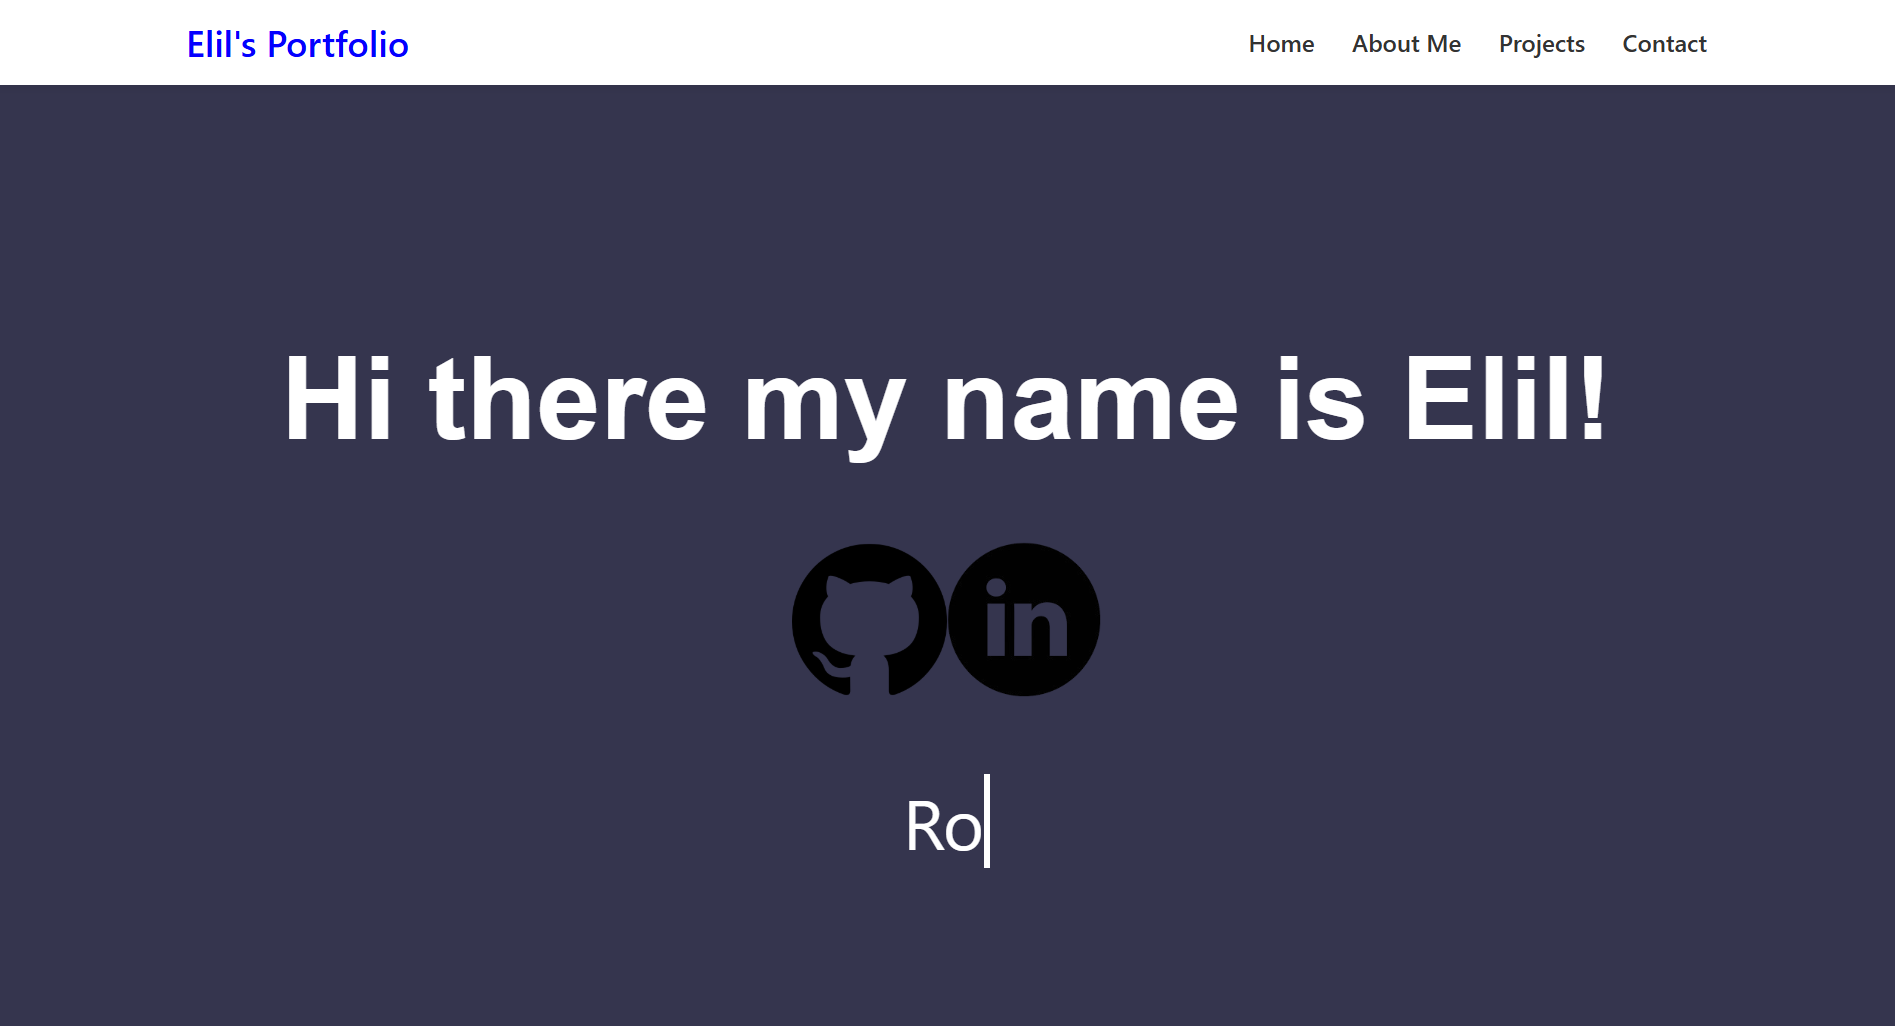 Elil's Portfolio
Home About Me Projects Contact
Hi there my name is Elil!
in
Ro